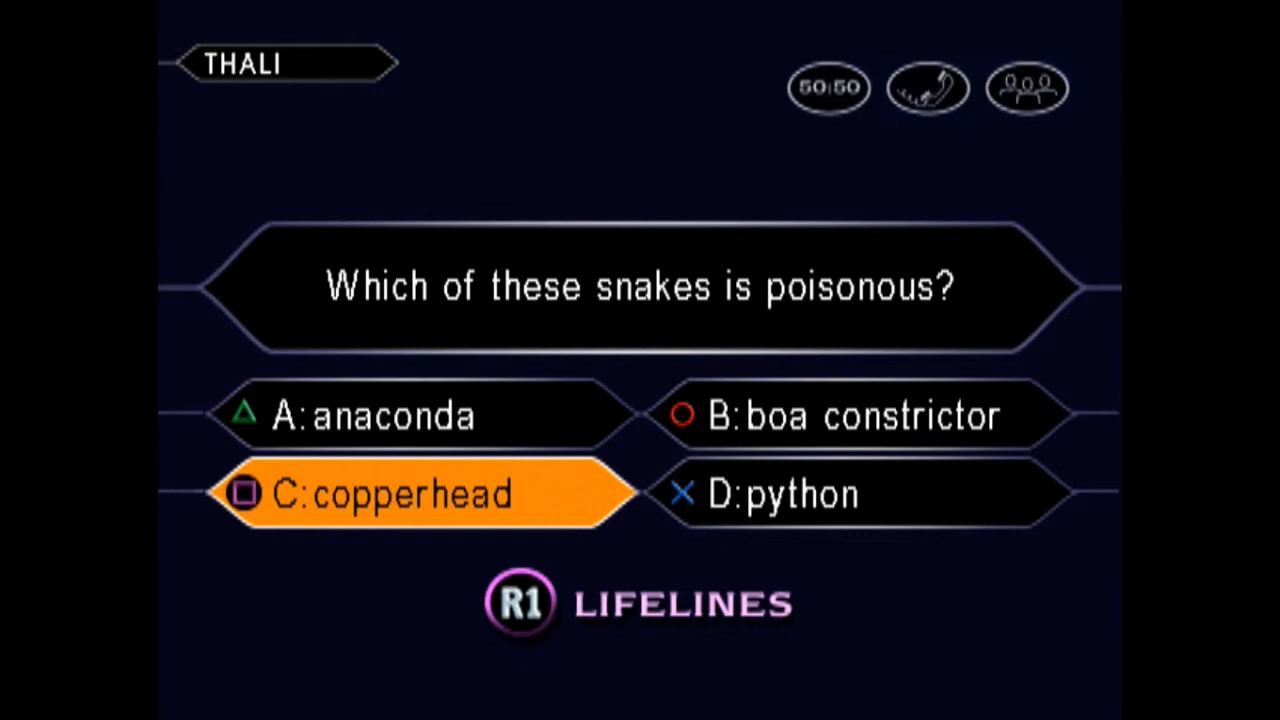 THALI
50:50
Which of these snakes is poisonous?
A: anaconda
B: boa constrictor
C: copperhead
D: python
R1 LIFELINES